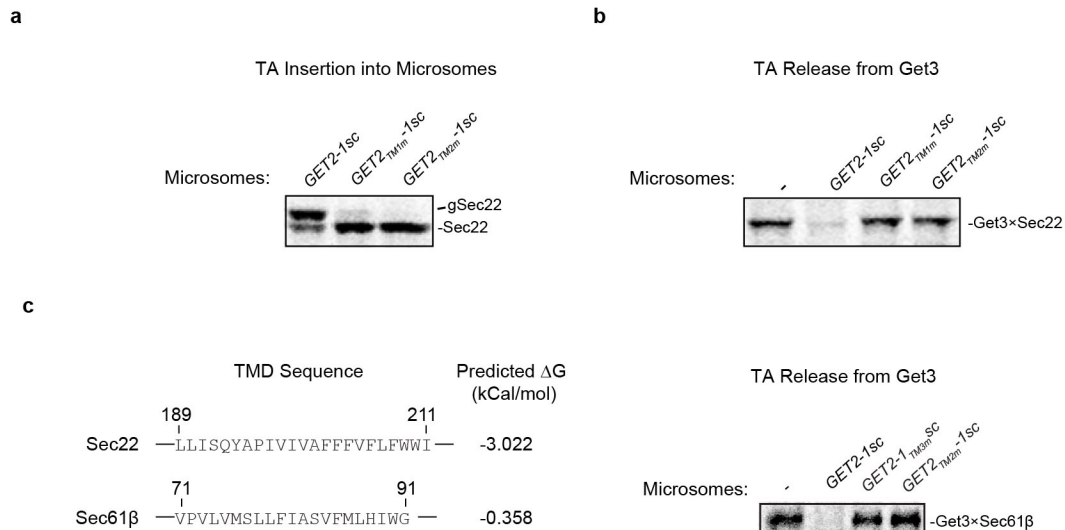 a
TA Insertion into Microsomes
Microsomes:
GET2-1sc
GET2TM1m-1sc
GET2TM2m-1sc
gSec22
-Sec22
b
TA Release from Get3
Microsomes:
-
GET2-1sc
GET2TM1m-1sc
GET2TM2m-1sc
-Get3×Sec22
c
TMD Sequence
Predicted ΔG
(kCal/mol)
189 211
Sec22 LLISQYAPIVIVAFFFVFLFWWI -3.022
71 91
Sec61β VPVLVMSLLFIASVFMLHIWG -0.358
TA Release from Get3
Microsomes:
-
GET2-1sc
GET2-1TM3msc
GET2TM2m-1sc
-Get3×Sec61β